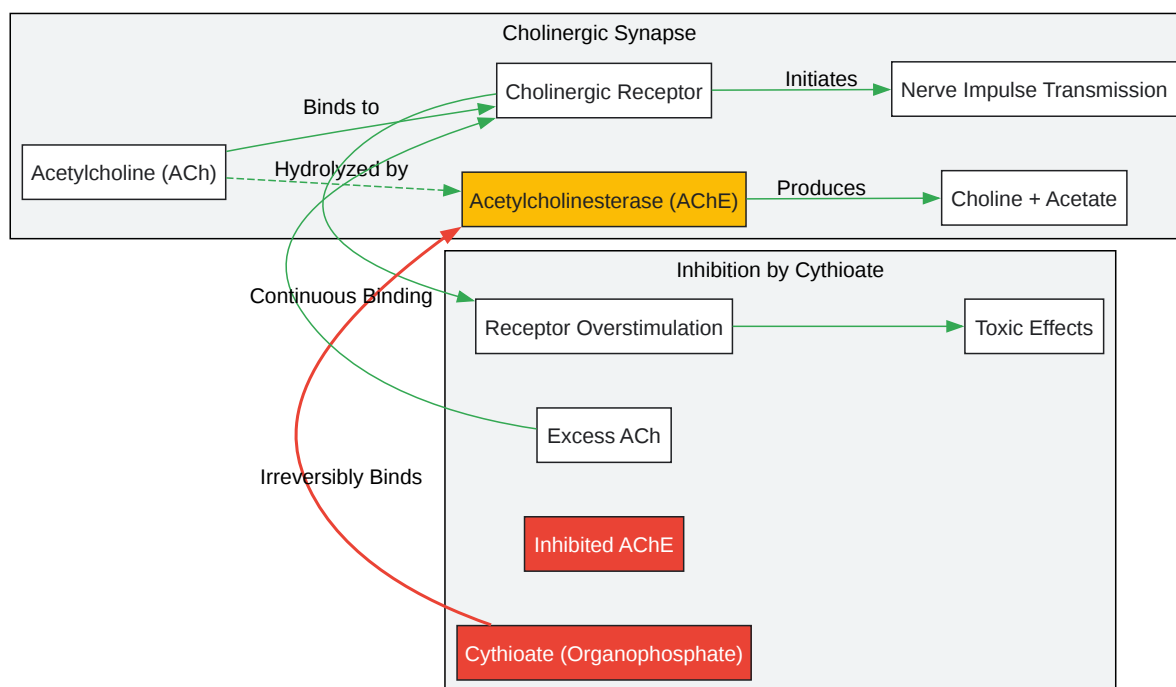 Cholinergic Synapse
Cholinergic Receptor
Initiates
Nerve Impulse Transmission
Binds to
Acetylcholine (ACh)
Hydrolyzed by
Acetylcholinesterase (AChE)
Produces
Choline + Acetate
Inhibition by Cythioate
Continuous Binding
Receptor Overstimulation
Toxic Effects
Excess ACh
Irreversibly Binds
Inhibited AChE
Cythioate (Organophosphate)